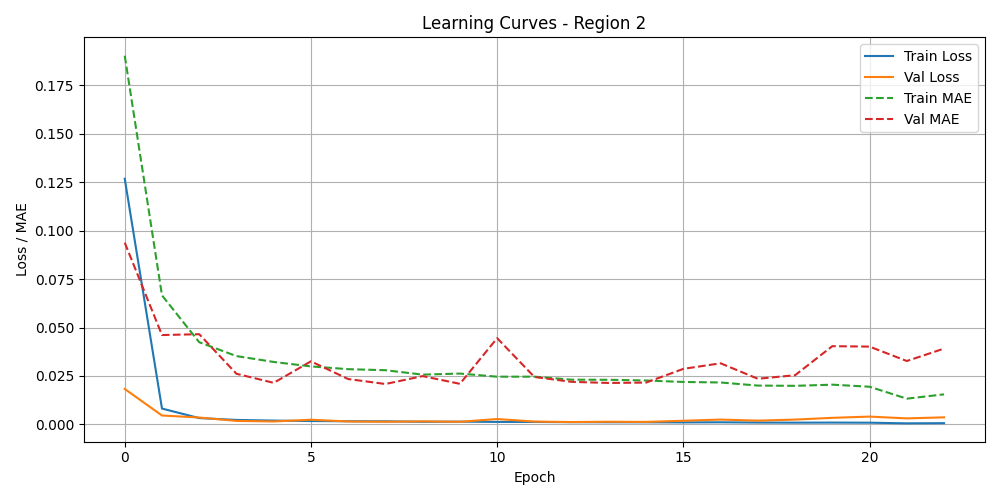 Learning Curves - Region 2
Train Loss
Val Loss
Train MAE
Val MAE
Loss / MAE
0.175
0.150
0.125
0.100
0.075
0.050
0.025
0.000
0
5
10
15
20
Epoch